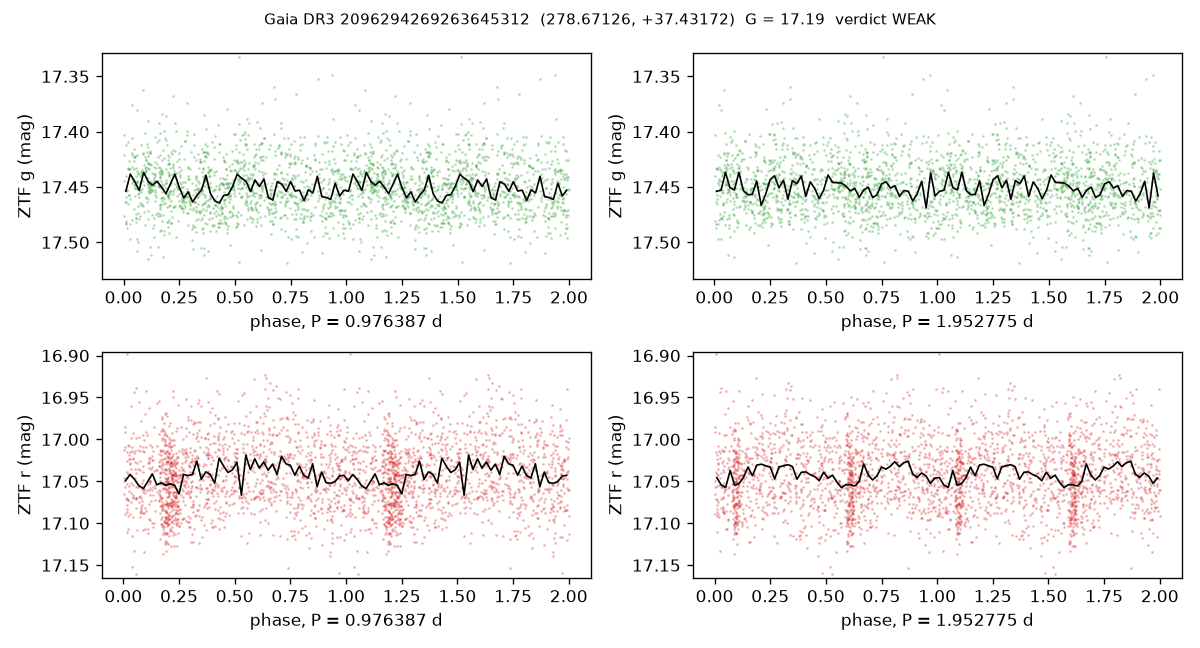 Gaia DR3 2096294269263645312 (278.67126, +37.43172) G = 17.19 verdict WEAK
ZTF g (mag)
17.35
17.40
17.45
17.50
0.00 0.25 0.50 0.75 1.00 1.25 1.50 1.75 2.00
phase, P = 0.976387 d
ZTF g (mag)
17.35
17.40
17.45
17.50
0.00 0.25 0.50 0.75 1.00 1.25 1.50 1.75 2.00
phase, P = 1.952775 d
ZTF r (mag)
16.90
16.95
17.00
17.05
17.10
17.15
0.00 0.25 0.50 0.75 1.00 1.25 1.50 1.75 2.00
phase, P = 0.976387 d
ZTF r (mag)
16.90
16.95
17.00
17.05
17.10
17.15
0.00 0.25 0.50 0.75 1.00 1.25 1.50 1.75 2.00
phase, P = 1.952775 d